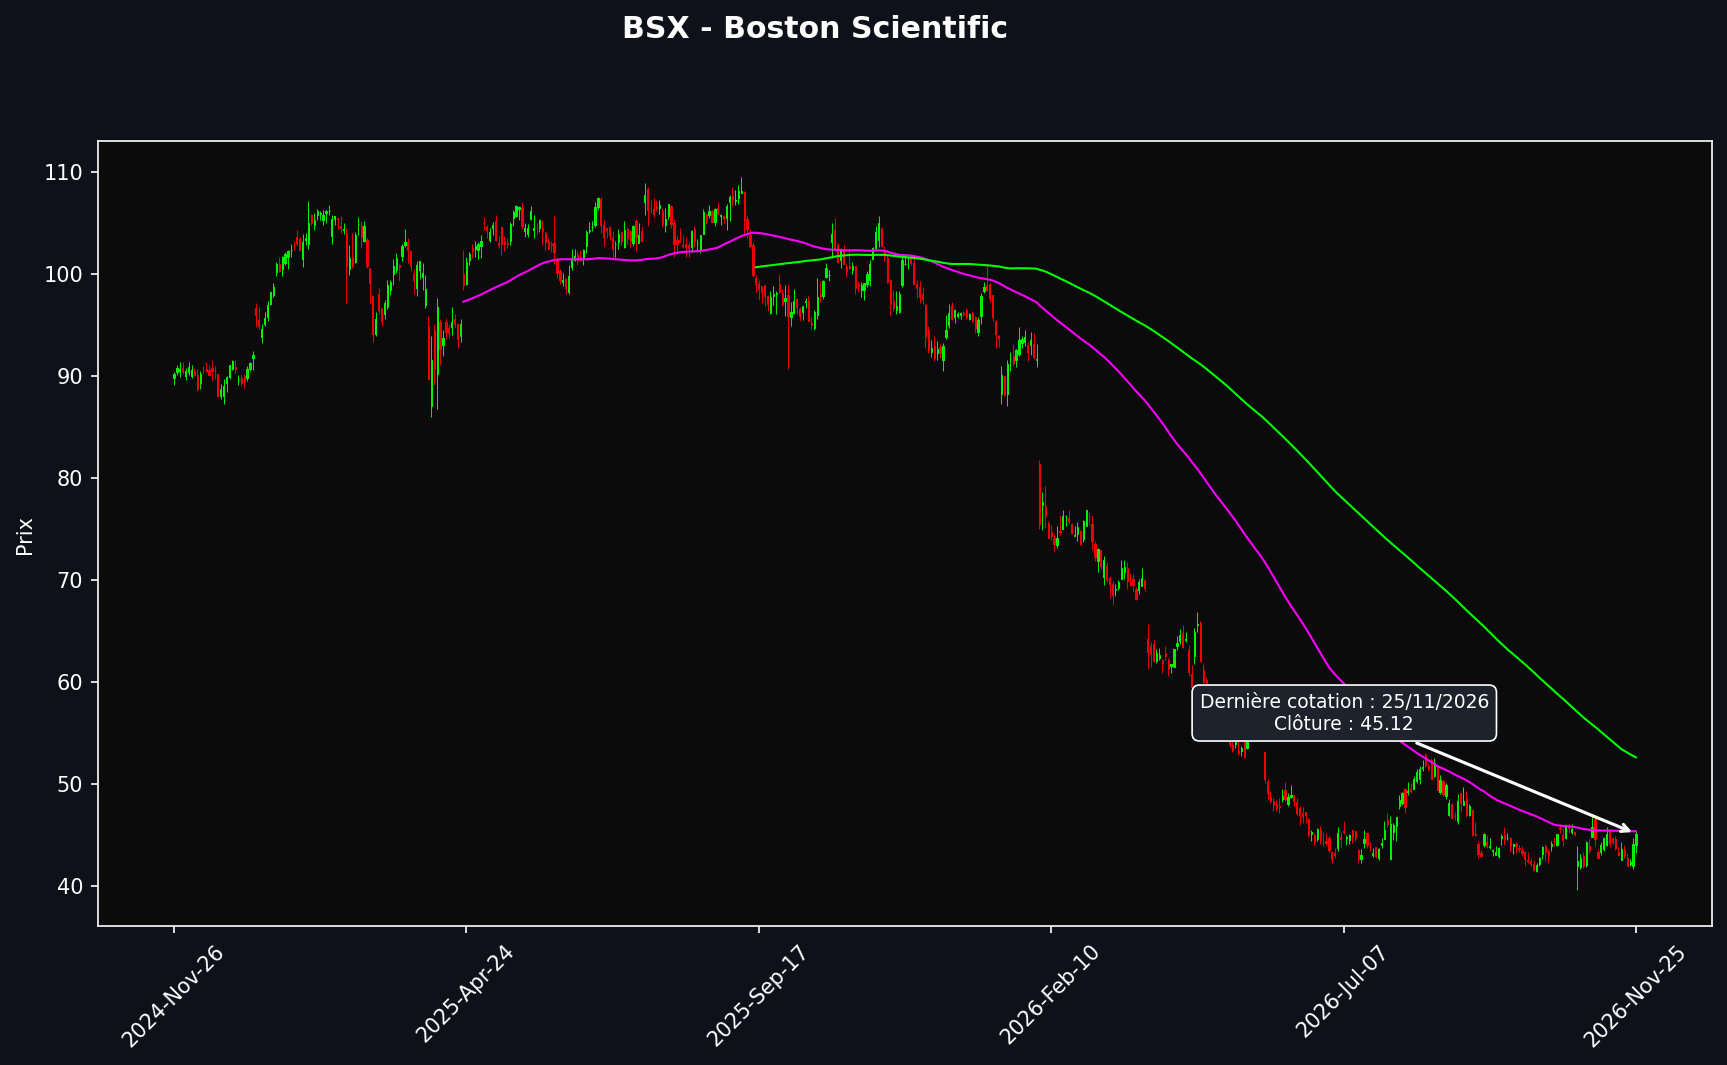 BSX - Boston Scientific
Prix
110
100
90
80
70
60
50
40
Dernière cotation : 25/11/2026
Clôture : 45.12
2024-Nov-26
2025-Apr-24
2025-Sep-17
2026-Feb-10
2026-Jul-07
2026-Nov-25